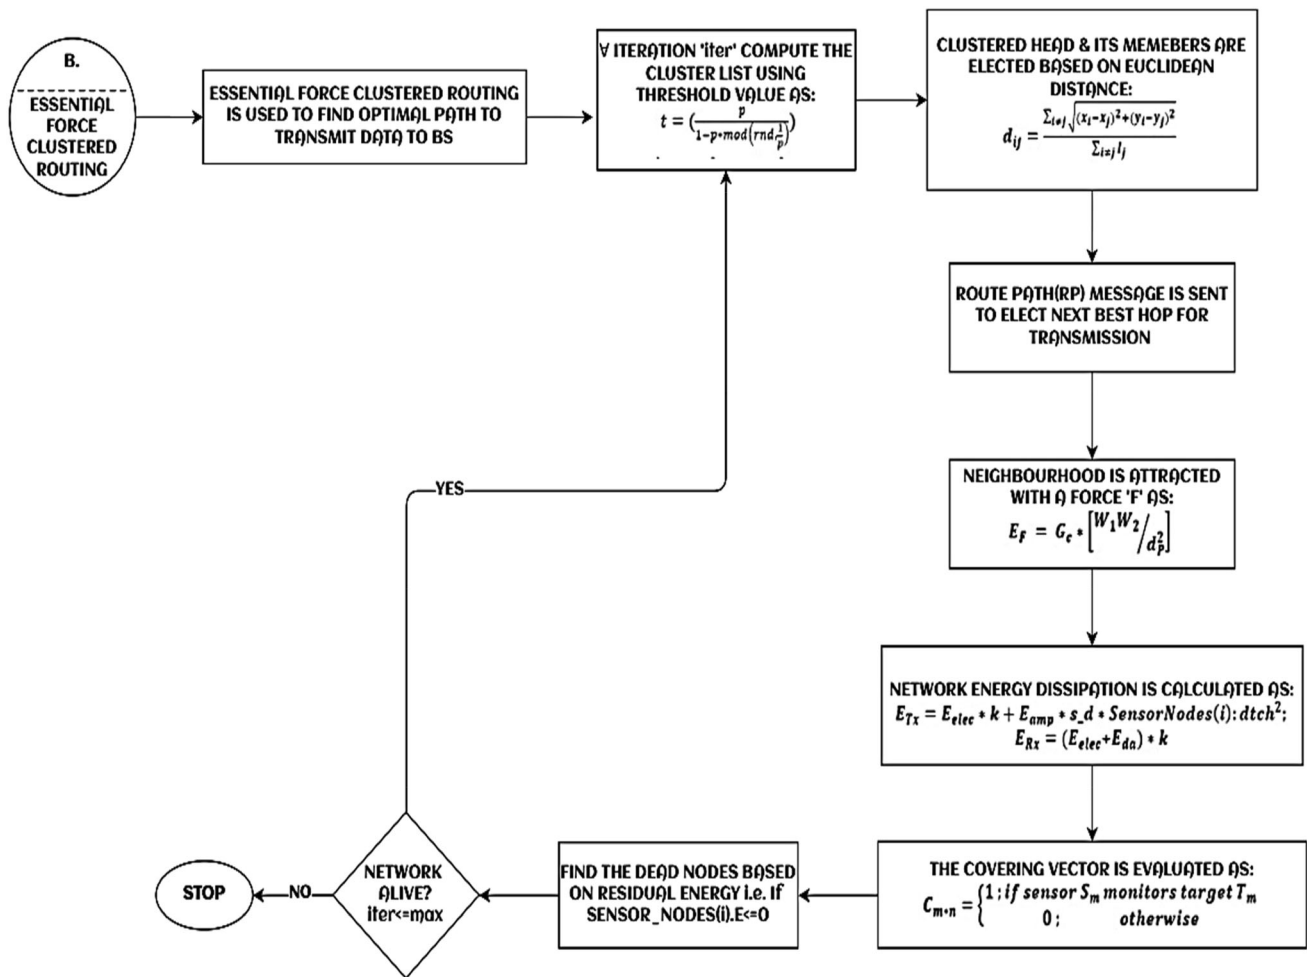 B.
ESSENTIAL
FORCE
CLUSTERED
ROUTING
ESSENTIAL FORCE CLUSTERED ROUTING
IS USED TO FIND OPTIMAL PATH TO
TRANSMIT DATA TO BS
∀ ITERATION 'iter' COMPUTE THE
CLUSTER LIST USING
THRESHOLD VALUE AS:
t = (p / (1−p*mod(rnd, 1/p)))
CLUSTERED HEAD & ITS MEMEBERS ARE
ELECTED BASED ON EUCLIDEAN
DISTANCE:
d_ij = Σ_{i≠j} √((x_i−x_j)²+(y_i−y_j)²) / Σ_{i≠j} l_j
ROUTE PATH(RP) MESSAGE IS SENT
TO ELECT NEXT BEST HOP FOR
TRANSMISSION
NEIGHBOURHOOD IS ATTRACTED
WITH A FORCE 'F' AS:
E_F = G_c * [W_1 W_2 / d_p²]
NETWORK ENERGY DISSIPATION IS CALCULATED AS:
E_Tx = E_elec * k + E_amp * s_d * SensorNodes(i): dtch²;
E_Rx = (E_elec+E_da) * k
THE COVERING VECTOR IS EVALUATED AS:
C_m*n = { 1; if sensor S_m monitors target T_m
0; otherwise
FIND THE DEAD NODES BASED
ON RESIDUAL ENERGY i.e. If
SENSOR_NODES(i).E<=0
NETWORK
ALIVE?
iter<=max
YES
NO
STOP